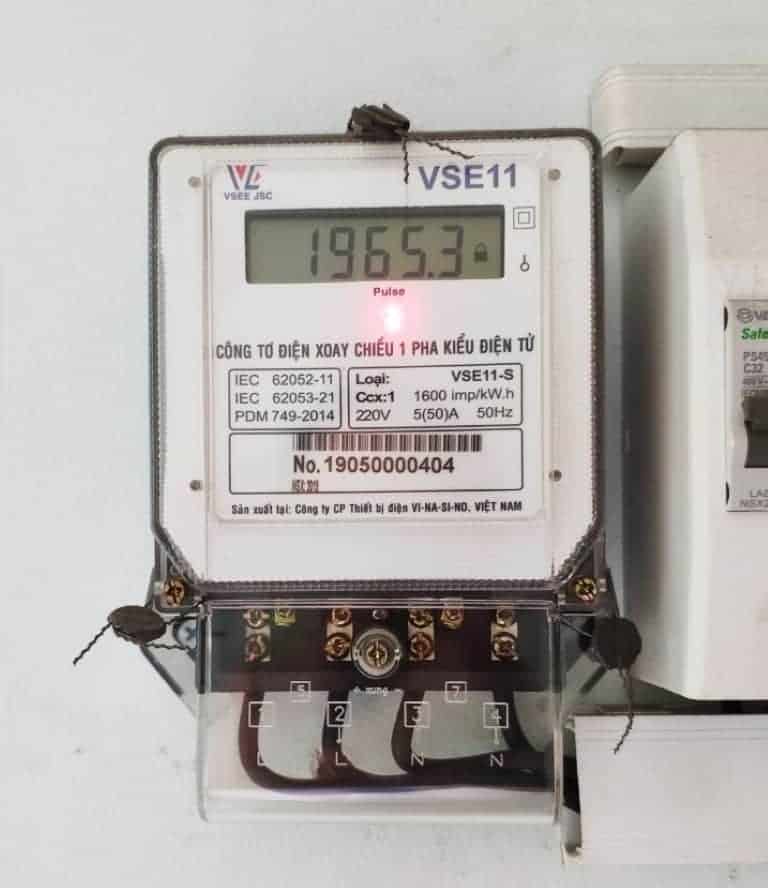 VSEE JSC
VSE11
1965.3
Pulse
CÔNG TƠ ĐIỆN XOAY CHIỀU 1 PHA KIỂU ĐIỆN TỬ
IEC 62052-11
IEC 62053-21
PDM 749-2014
Loại: VSE11-S
Ccx:1 1600 imp/kW.h
220V 5(50)A 50Hz
No. 19050000404
Sản xuất tại: Công ty CP Thiết bị điện VI-NA-SI-NO, VIỆT NAM
5 + xung - 7
1 2 3 4
L L N N
Safe
C32